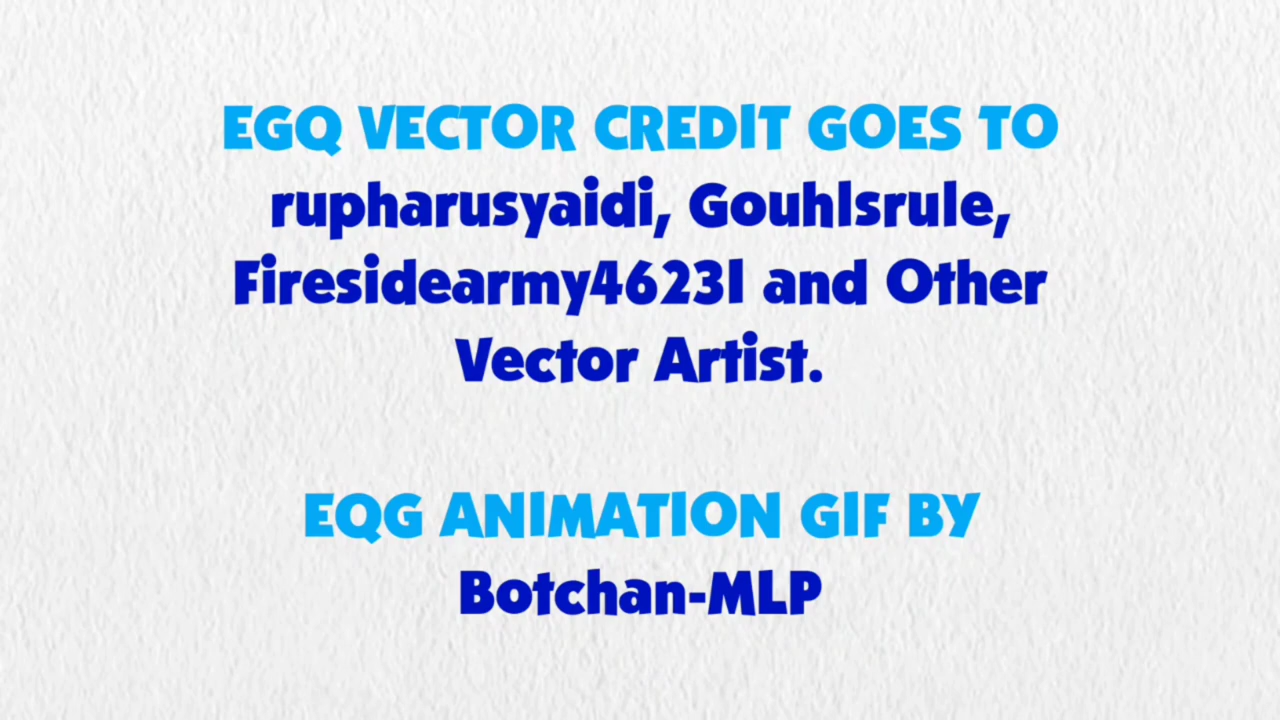 EGQ VECTOR CREDIT GOES TO
rupharusyaidi, Gouhlsrule,
Firesidearmy46231 and Other
Vector Artist.
EQG ANIMATION GIF BY
Botchan-MLP